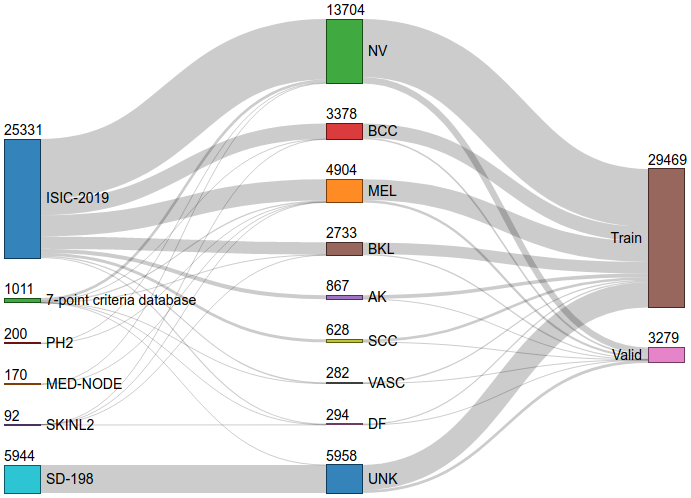 13704
NV
3378
BCC
25331
29469
4904
MEL
ISIC-2019
2733
BKL
Train
867
AK
1011
7-point criteria database
628
SCC
200
PH2
3279
Valid
282
VASC
170
MED-NODE
294
DF
92
SKINL2
5944
SD-198
5958
UNK